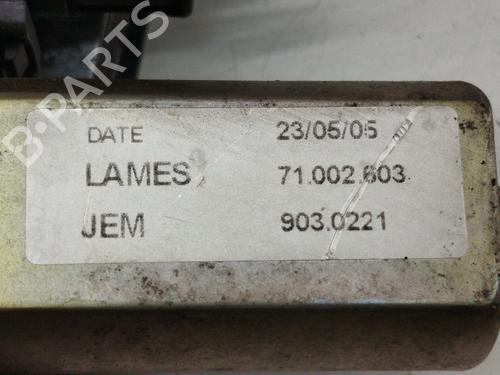 B-PARTS
DATE 23/05/05
LAMES 71.002.603
JEM 903.0221